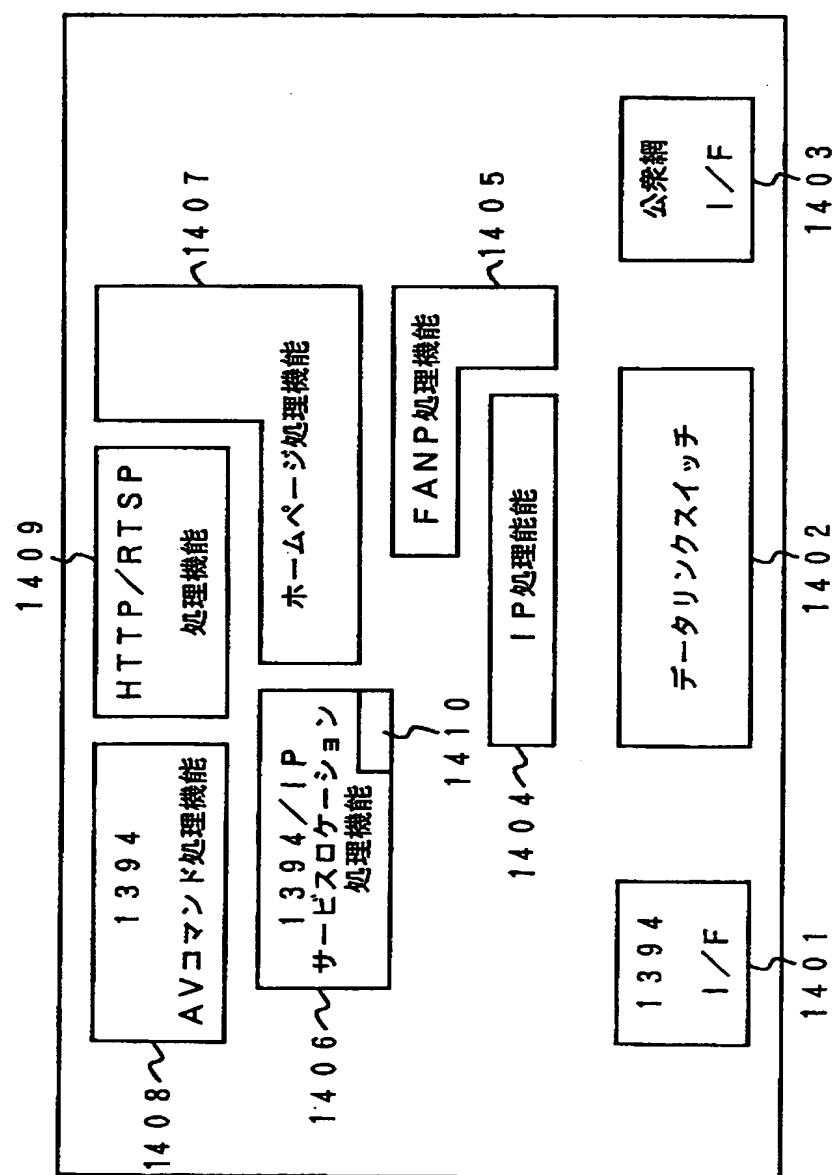 1409
1394
AVコマンド処理機能
HTTP/RTSP
処理機能
1407
1408
1394/IP
サービスロケーション
処理機能
ホームページ処理機能
1406
1410
FANP処理機能
1405
IP処理能能
1404
1394
I/F
データリンクスイッチ
公衆網
I/F
1401
1402
1403